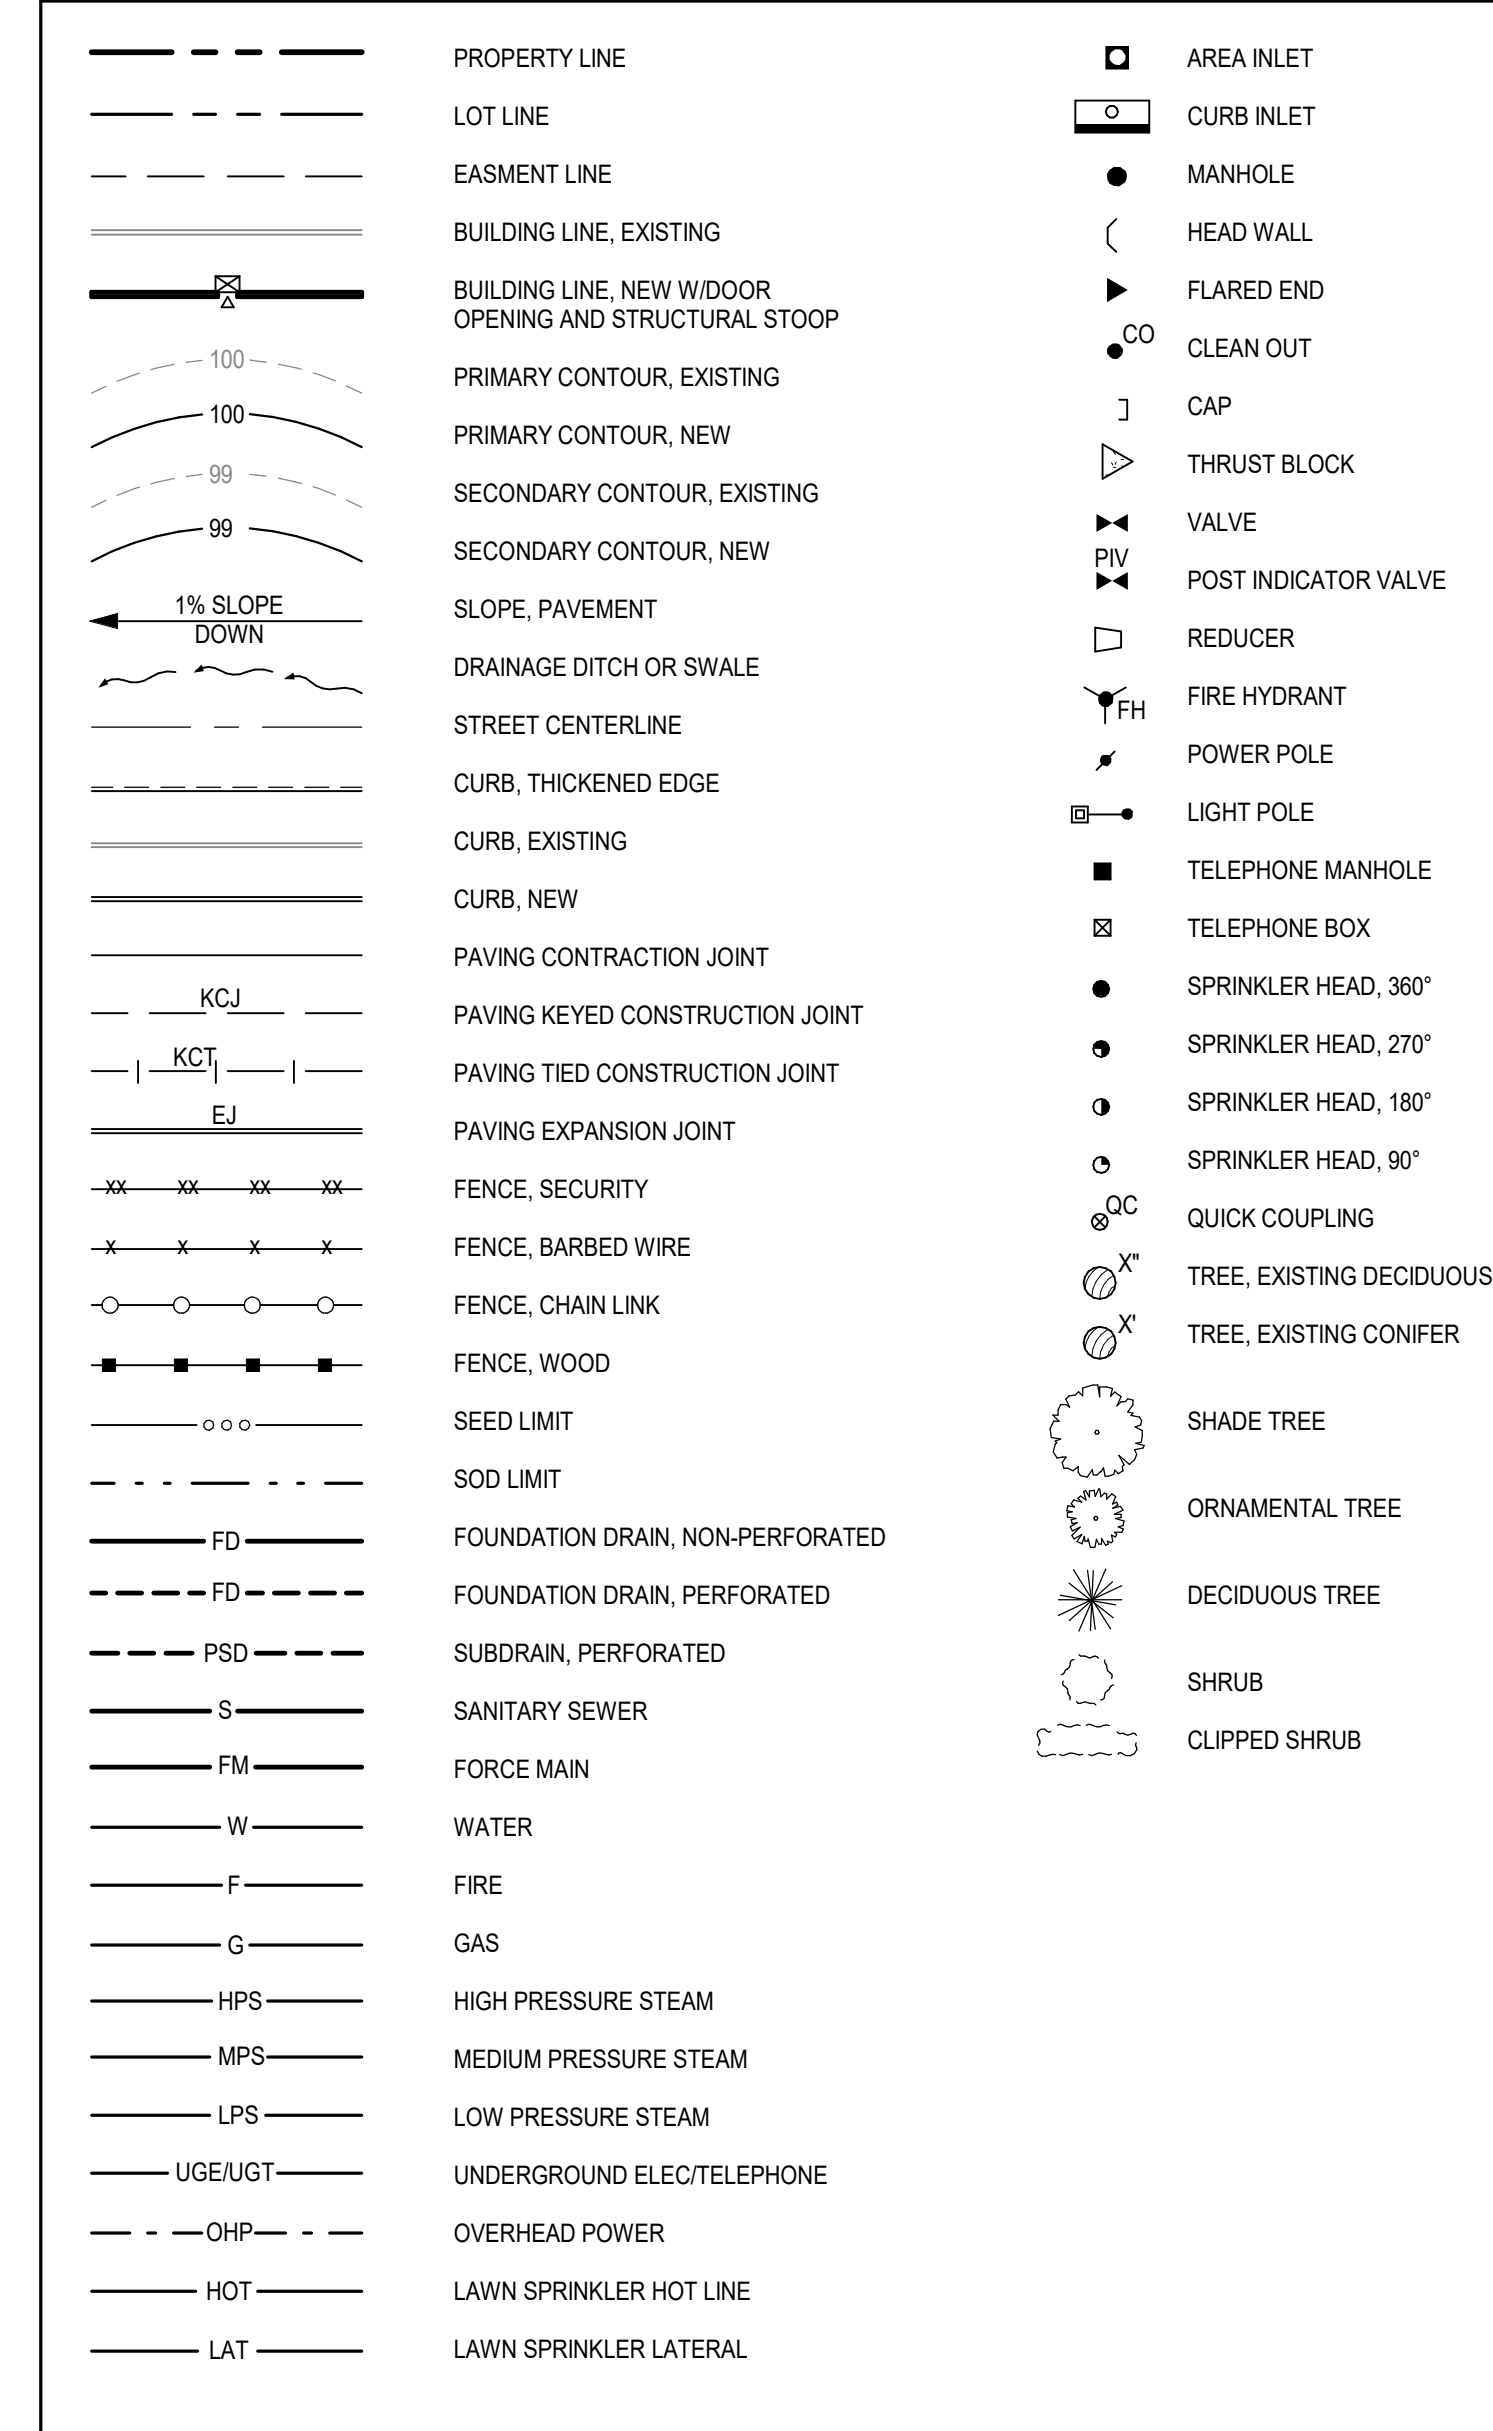 PROPERTY LINE
LOT LINE
EASMENT LINE
BUILDING LINE, EXISTING
BUILDING LINE, NEW W/DOOR
OPENING AND STRUCTURAL STOOP
100
PRIMARY CONTOUR, EXISTING
100
PRIMARY CONTOUR, NEW
99
SECONDARY CONTOUR, EXISTING
99
SECONDARY CONTOUR, NEW
1% SLOPE
DOWN
SLOPE, PAVEMENT
DRAINAGE DITCH OR SWALE
STREET CENTERLINE
CURB, THICKENED EDGE
CURB, EXISTING
CURB, NEW
PAVING CONTRACTION JOINT
KCJ
PAVING KEYED CONSTRUCTION JOINT
KCT
PAVING TIED CONSTRUCTION JOINT
EJ
PAVING EXPANSION JOINT
XX XX XX XX
FENCE, SECURITY
X X X X
FENCE, BARBED WIRE
FENCE, CHAIN LINK
FENCE, WOOD
SEED LIMIT
SOD LIMIT
FD
FOUNDATION DRAIN, NON-PERFORATED
FD
FOUNDATION DRAIN, PERFORATED
PSD
SUBDRAIN, PERFORATED
S
SANITARY SEWER
FM
FORCE MAIN
W
WATER
F
FIRE
G
GAS
HPS
HIGH PRESSURE STEAM
MPS
MEDIUM PRESSURE STEAM
LPS
LOW PRESSURE STEAM
UGE/UGT
UNDERGROUND ELEC/TELEPHONE
OHP
OVERHEAD POWER
HOT
LAWN SPRINKLER HOT LINE
LAT
LAWN SPRINKLER LATERAL
AREA INLET
CURB INLET
MANHOLE
HEAD WALL
FLARED END
CO
CLEAN OUT
CAP
THRUST BLOCK
VALVE
PIV
POST INDICATOR VALVE
REDUCER
FH
FIRE HYDRANT
POWER POLE
LIGHT POLE
TELEPHONE MANHOLE
TELEPHONE BOX
SPRINKLER HEAD, 360°
SPRINKLER HEAD, 270°
SPRINKLER HEAD, 180°
SPRINKLER HEAD, 90°
QC
QUICK COUPLING
X"
TREE, EXISTING DECIDUOUS
X'
TREE, EXISTING CONIFER
SHADE TREE
ORNAMENTAL TREE
DECIDUOUS TREE
SHRUB
CLIPPED SHRUB